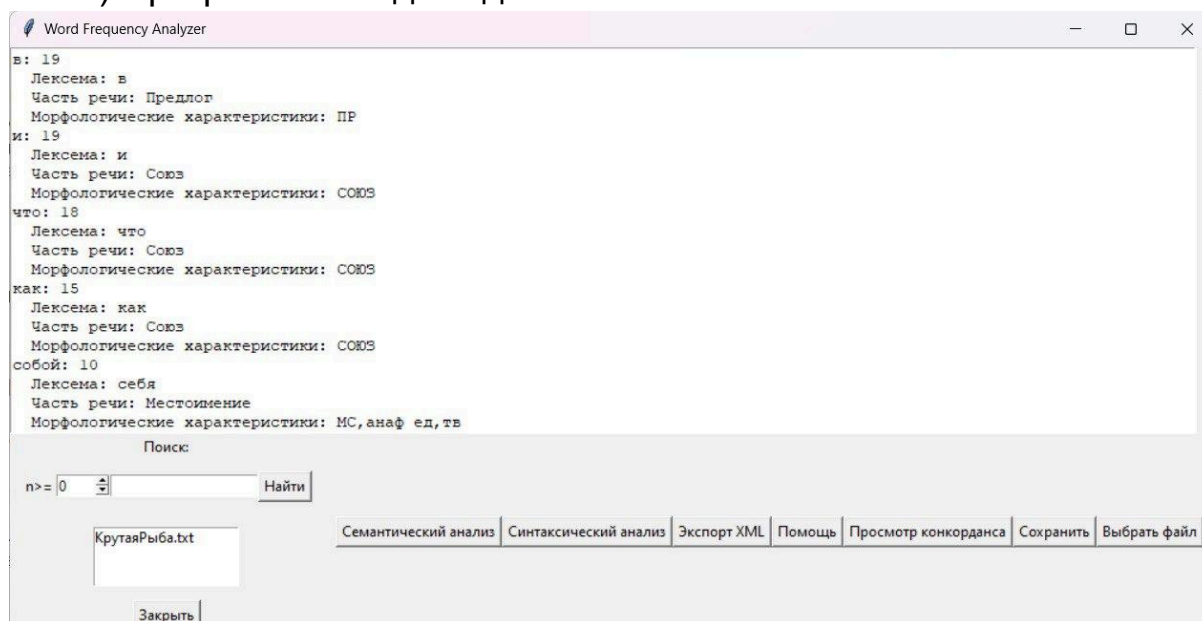 Word Frequency Analyzer
в: 19
Лексема: в
Часть речи: Предлог
Морфологические характеристики: ПР
и: 19
Лексема: и
Часть речи: Союз
Морфологические характеристики: СОЮЗ
что: 18
Лексема: что
Часть речи: Союз
Морфологические характеристики: СОЮЗ
как: 15
Лексема: как
Часть речи: Союз
Морфологические характеристики: СОЮЗ
собой: 10
Лексема: себя
Часть речи: Местоимение
Морфологические характеристики: МС,анаф ед,тв
Поиск:
n>= 0 Найти
Семантический анализ Синтаксический анализ Экспорт XML Помощь Просмотр конкорданса Сохранить Выбрать файл
КрутаяРыба.txt
Закрыть